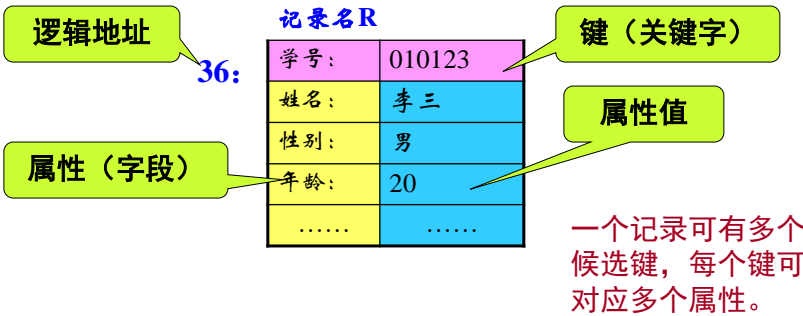 记录名R
逻辑地址
键（关键字）
36：
学号： 010123
姓名： 李三
属性值
性别： 男
属性（字段）
年龄： 20
…… ……
一个记录可有多个
候选键，每个键可
对应多个属性。